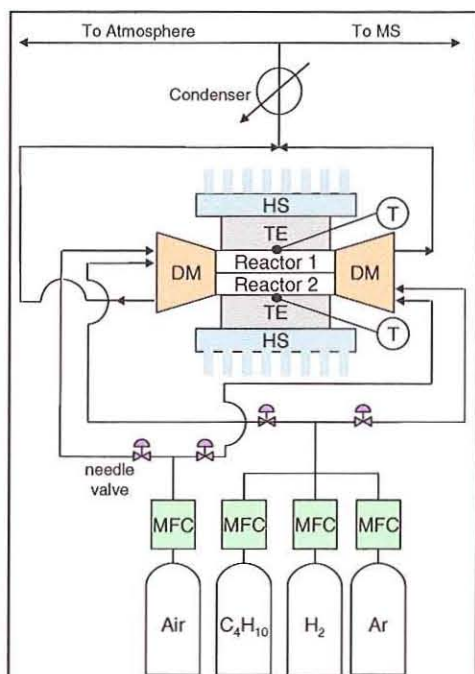 To Atmosphere To MS
Condenser
HS
TE T
DM Reactor 1 DM
Reactor 2
TE T
HS
needle
valve
MFC MFC MFC MFC
Air C₄H₁₀ H₂ Ar